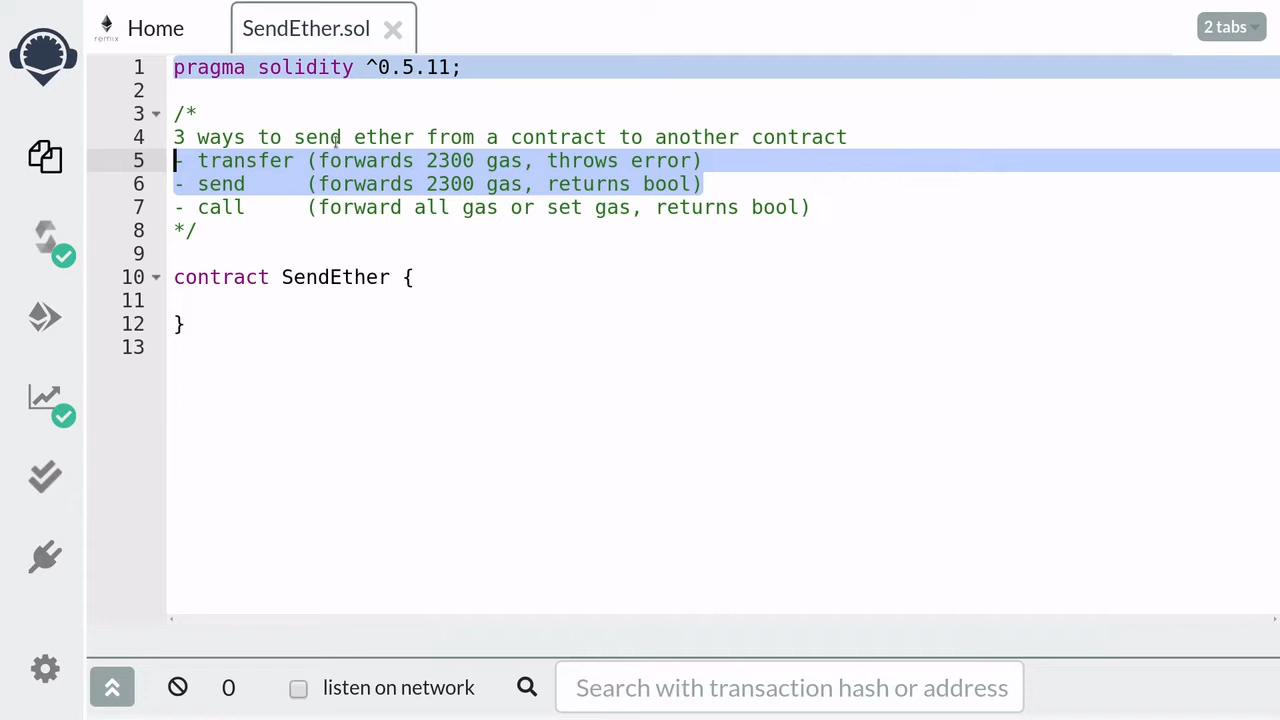 remix
Home
SendEther.sol
2 tabs
1 pragma solidity ^0.5.11;
2
3 /*
4 3 ways to send ether from a contract to another contract
5 - transfer (forwards 2300 gas, throws error)
6 - send     (forwards 2300 gas, returns bool)
7 - call     (forward all gas or set gas, returns bool)
8 */
9
10 contract SendEther {
11
12 }
13
0
listen on network
Search with transaction hash or address